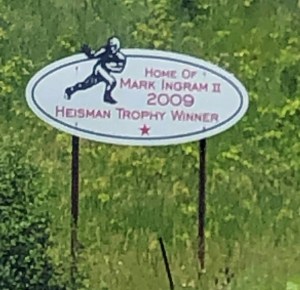 Home Of
Mark Ingram II
2009
Heisman Trophy Winner